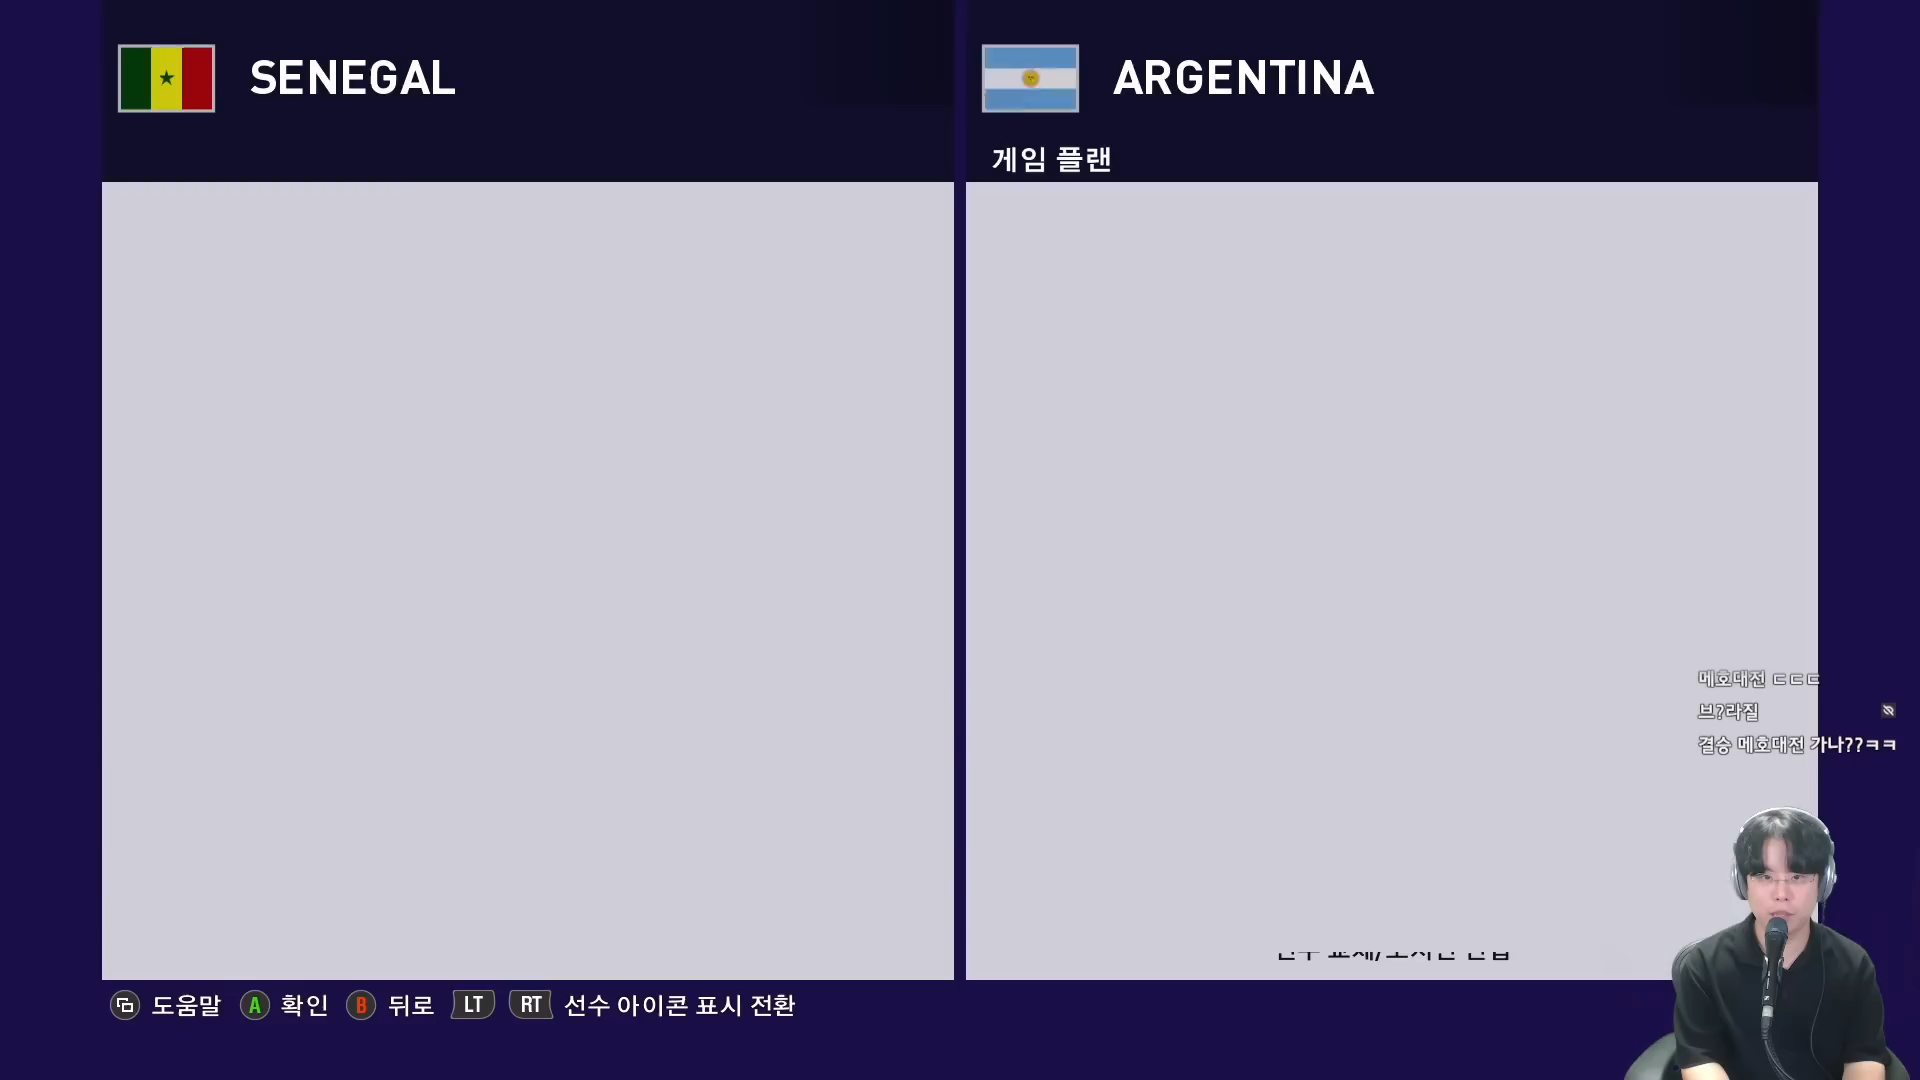 SENEGAL
ARGENTINA
게임 플랜
메호대전 ㄷㄷㄷ
브?라질
결승 메호대전 가나??ㅋㅋ
A 도움말 확인 B 뒤로 LT RT 선수 아이콘 표시 전환